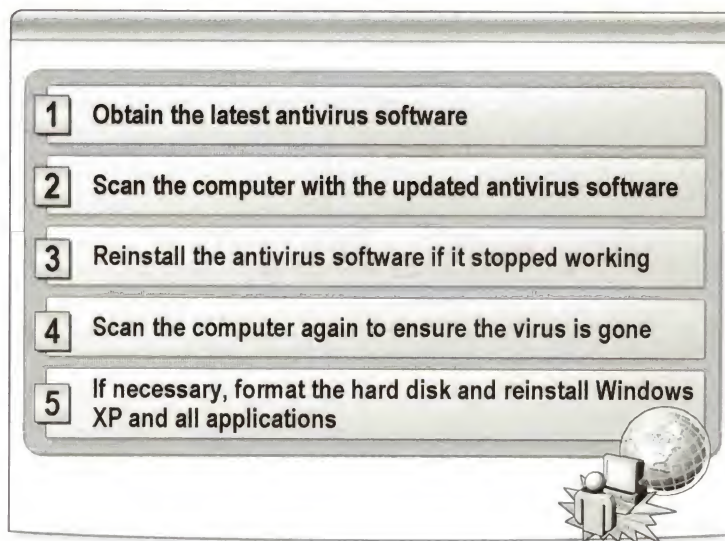 1 Obtain the latest antivirus software
2 Scan the computer with the updated antivirus software
3 Reinstall the antivirus software if it stopped working
4 Scan the computer again to ensure the virus is gone
5 If necessary, format the hard disk and reinstall Windows
XP and all applications